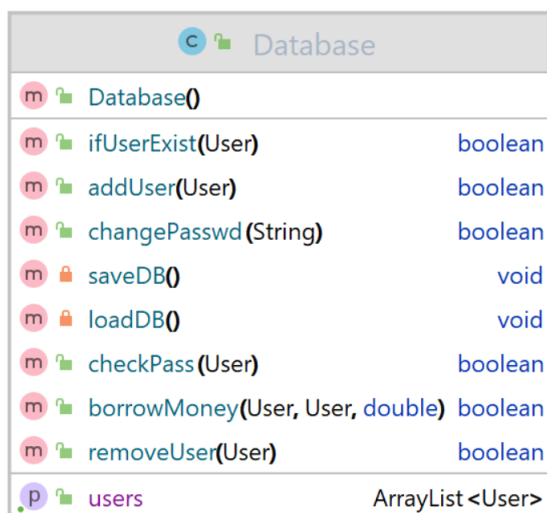 C Database
m Database()
m ifUserExist(User) boolean
m addUser(User) boolean
m changePasswd(String) boolean
m saveDB() void
m loadDB() void
m checkPass(User) boolean
m borrowMoney(User, User, double) boolean
m removeUser(User) boolean
p users ArrayList<User>